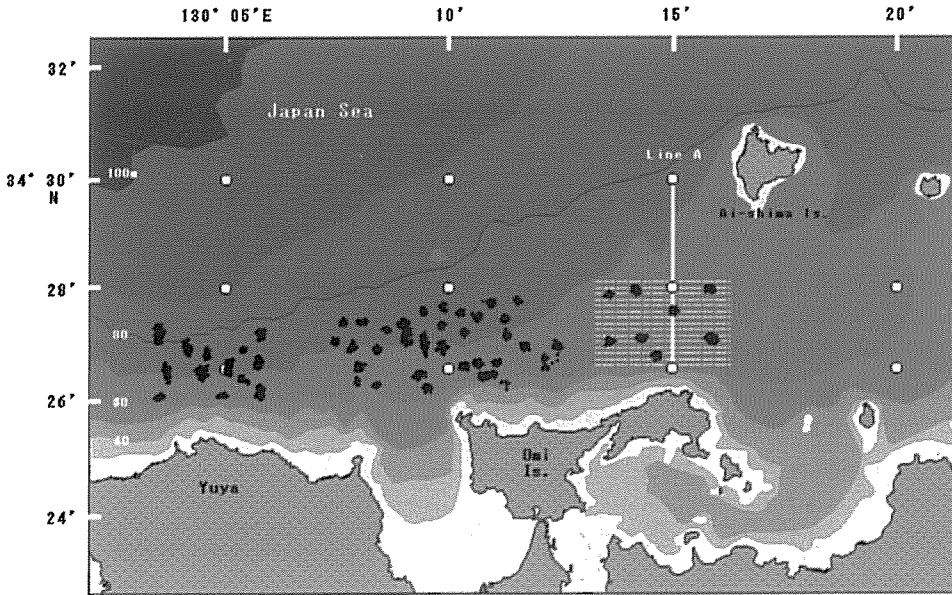 130° 05'E 10' 15' 20'
32'
Japan Sea
Line A
100m
34° 30'
N
Ai-shima Is.
28'
80
26'
40
Omi
Is.
Yuya
24'